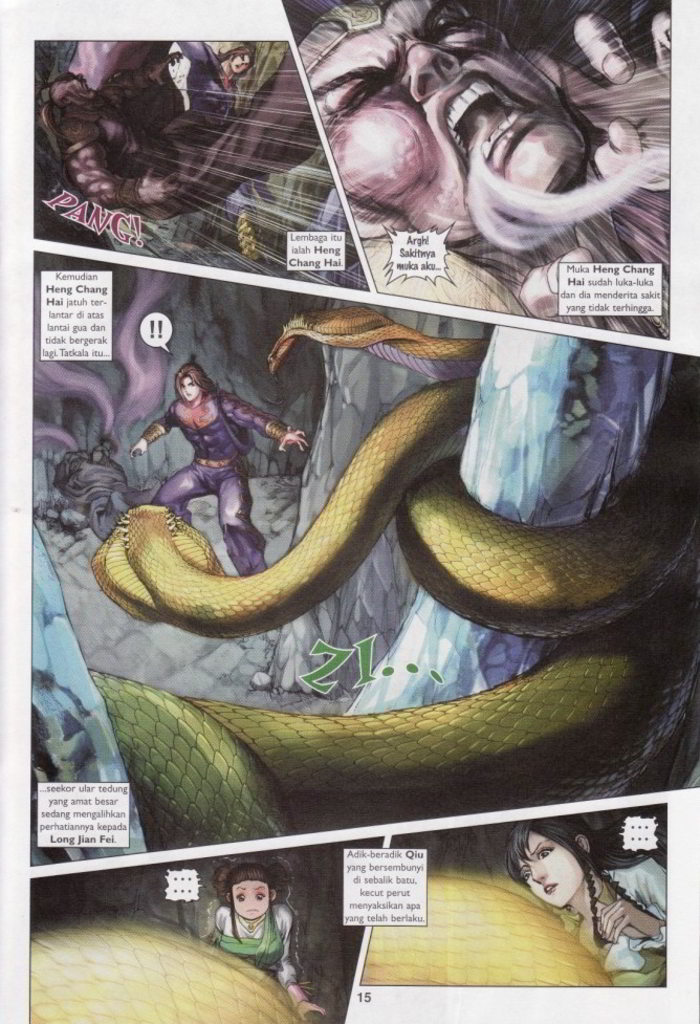 PANG!
Lembaga itu
ialah Heng
Chang Hai.
Argh!
Sakitnya
muka aku...
Muka Heng Chang
Hai sudah luka-luka
dan dia menderita sakit
yang tidak terhingga.
Kemudian
Heng Chang
Hai jatuh ter-
lantar di atas
lantai gua dan
tidak bergerak
lagi. Tatkala itu...
!!
ZI...
...seekor ular tedung
yang amat besar
sedang mengalihkan
perhatiannya kepada
Long Jian Fei.
Adik-beradik Qiu
yang bersembunyi
di sebalik batu,
kecut perut
menyaksikan apa
yang telah berlaku.
15